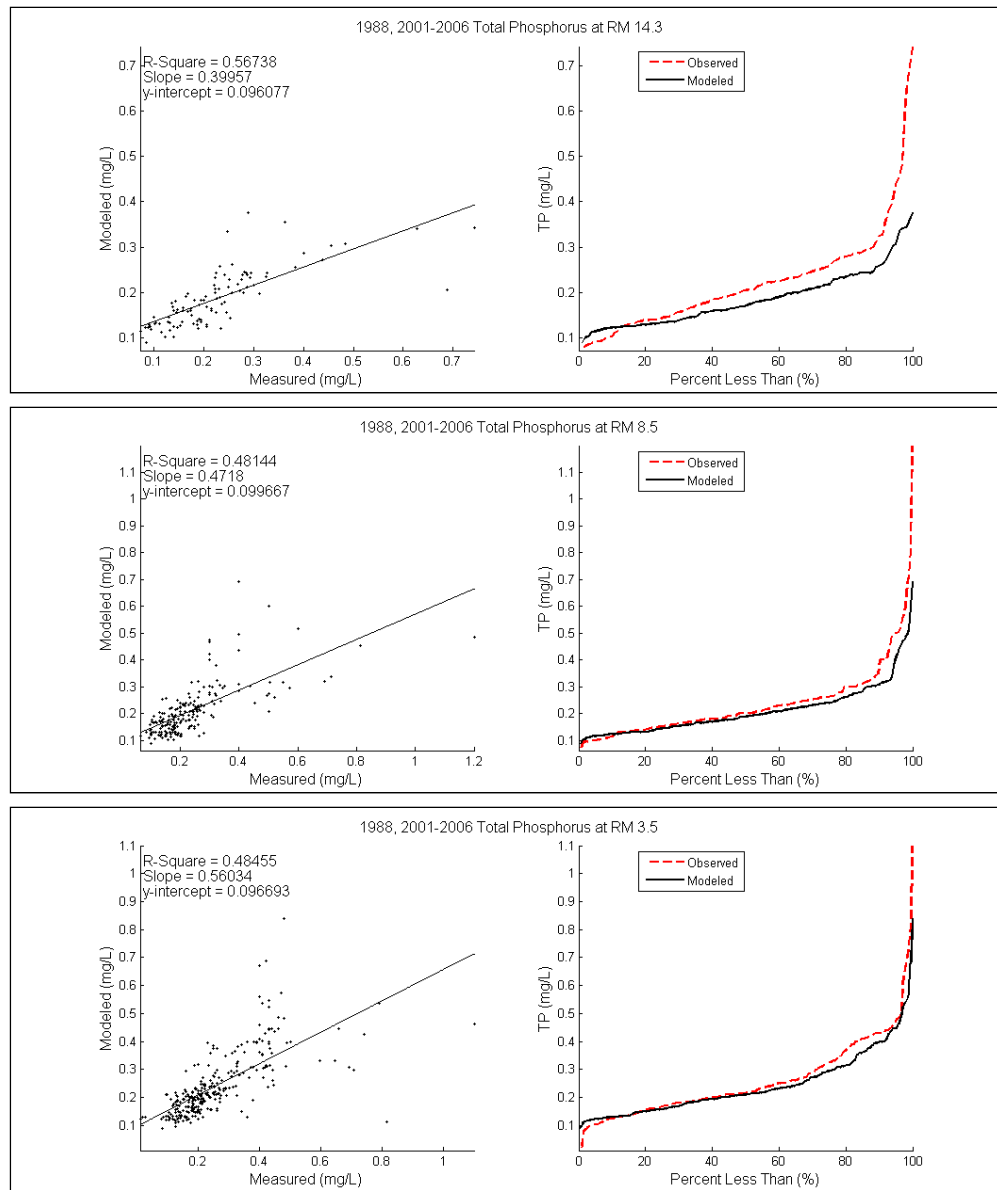 1988, 2001-2006 Total Phosphorus at RM 14.3
R-Square = 0.56738
Slope = 0.39957
y-intercept = 0.096077
0.7
0.6
0.5
0.4
0.3
0.2
0.1
Modeled (mg/L)
0.1 0.2 0.3 0.4 0.5 0.6 0.7
Measured (mg/L)
Observed
Modeled
0.7
0.6
0.5
0.4
0.3
0.2
0.1
TP (mg/L)
0 20 40 60 80 100
Percent Less Than (%)
1988, 2001-2006 Total Phosphorus at RM 8.5
R-Square = 0.48144
Slope = 0.4718
y-intercept = 0.099667
1.1
1
0.9
0.8
0.7
0.6
0.5
0.4
0.3
0.2
0.1
Modeled (mg/L)
0.2 0.4 0.6 0.8 1 1.2
Measured (mg/L)
Observed
Modeled
1.1
1
0.9
0.8
0.7
0.6
0.5
0.4
0.3
0.2
0.1
TP (mg/L)
0 20 40 60 80 100
Percent Less Than (%)
1988, 2001-2006 Total Phosphorus at RM 3.5
R-Square = 0.48455
Slope = 0.56034
y-intercept = 0.096693
1.1
1
0.9
0.8
0.7
0.6
0.5
0.4
0.3
0.2
0.1
Modeled (mg/L)
0.2 0.4 0.6 0.8 1
Measured (mg/L)
Observed
Modeled
1.1
1
0.9
0.8
0.7
0.6
0.5
0.4
0.3
0.2
0.1
TP (mg/L)
0 20 40 60 80 100
Percent Less Than (%)